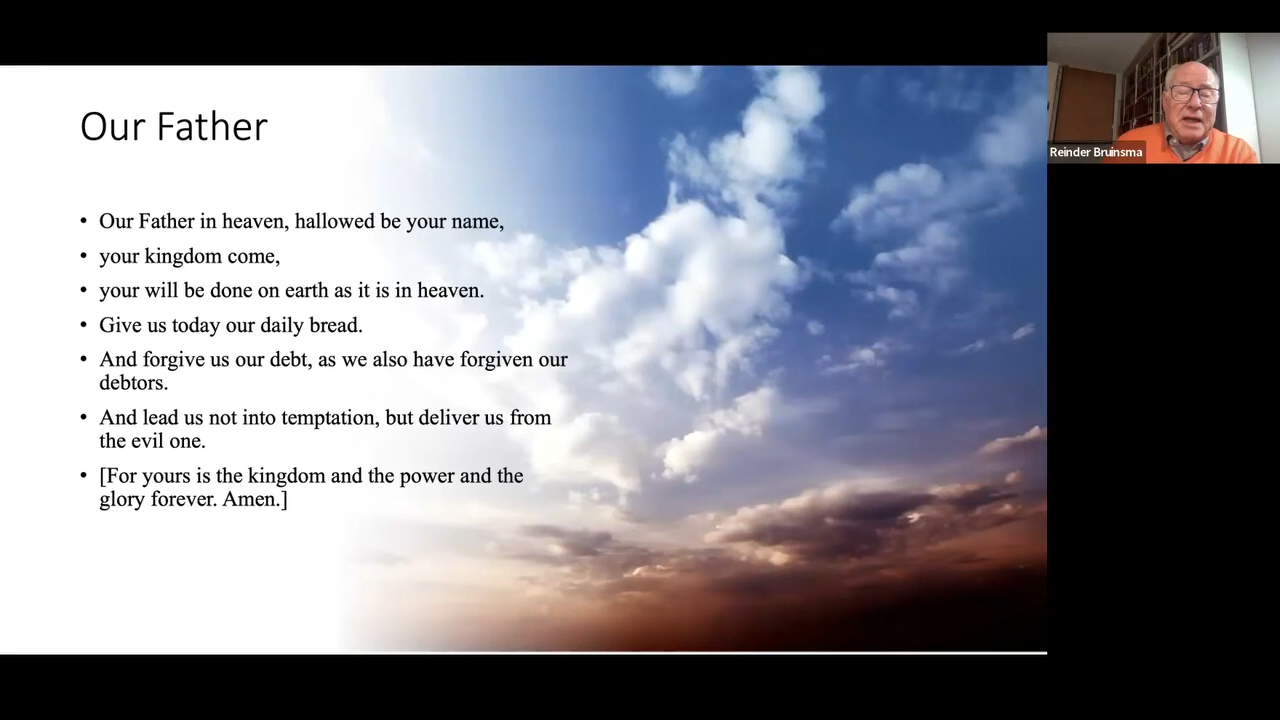 Our Father
• Our Father in heaven, hallowed be your name,
• your kingdom come,
• your will be done on earth as it is in heaven.
• Give us today our daily bread.
• And forgive us our debt, as we also have forgiven our
debtors.
• And lead us not into temptation, but deliver us from
the evil one.
• [For yours is the kingdom and the power and the
glory forever. Amen.]
Reinder Bruinsma